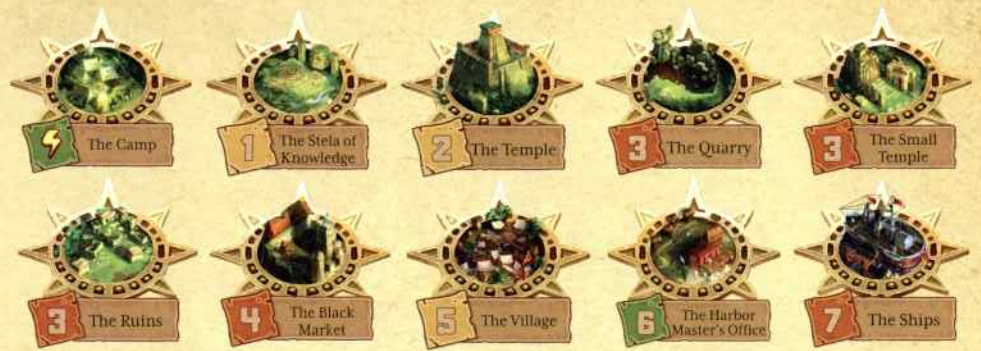 The Camp
1
The Stela of
Knowledge
2
The Temple
3
The Quarry
3
The Small
Temple
3
The Ruins
4
The Black
Market
5
The Village
6
The Harbor
Master's Office
7
The Ships